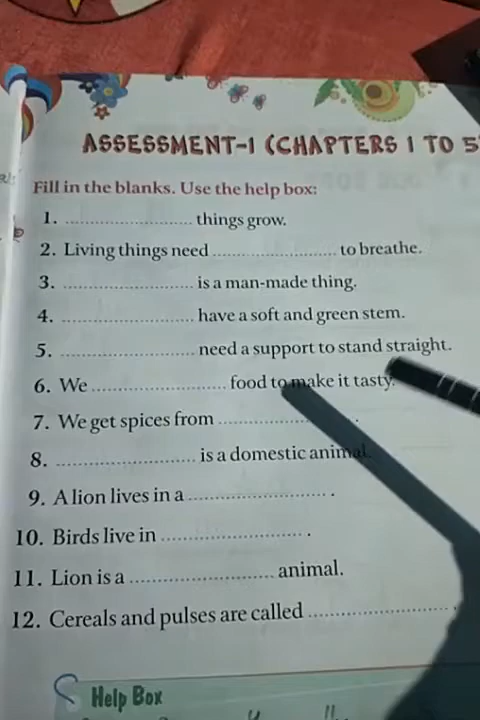 ASSESSMENT-1 (CHAPTERS 1 TO 5
Fill in the blanks. Use the help box:
1. ........................ things grow.
2. Living things need ........................ to breathe.
3. ........................ is a man-made thing.
4. ........................ have a soft and green stem.
5. ........................ need a support to stand straight.
6. We ........................ food to make it tasty.
7. We get spices from ........................ .
8. ........................ is a domestic animal.
9. A lion lives in a ........................ .
10. Birds live in ........................ .
11. Lion is a ........................ animal.
12. Cereals and pulses are called ........................ .
Help Box